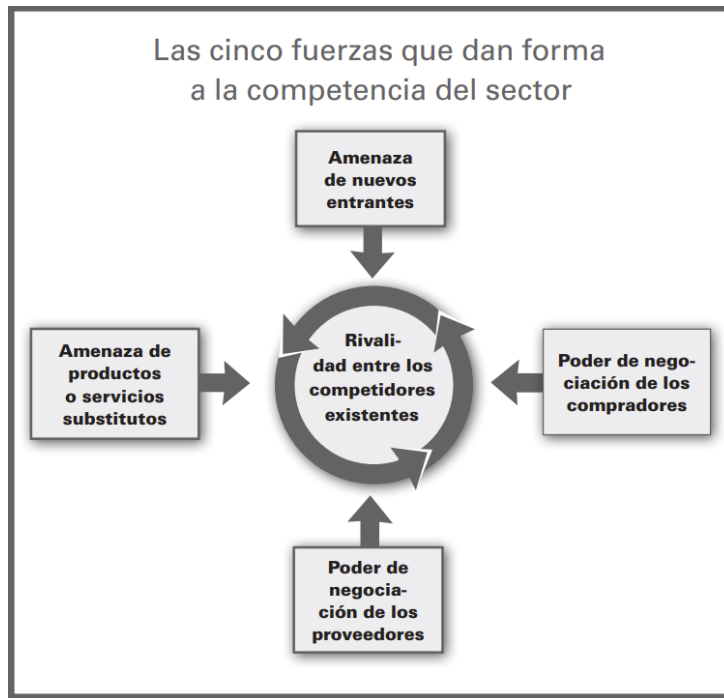 Las cinco fuerzas que dan forma
a la competencia del sector
Amenaza
de nuevos
entrantes
Amenaza de
productos
o servicios
substitutos
Rivali-
dad entre los
competidores
existentes
Poder de nego-
ciación de los
compradores
Poder de
negocia-
ción de los
proveedores